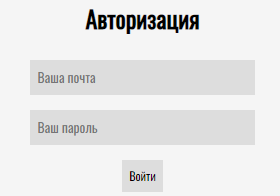 Авторизация
Ваша почта
Ваш пароль
Войти